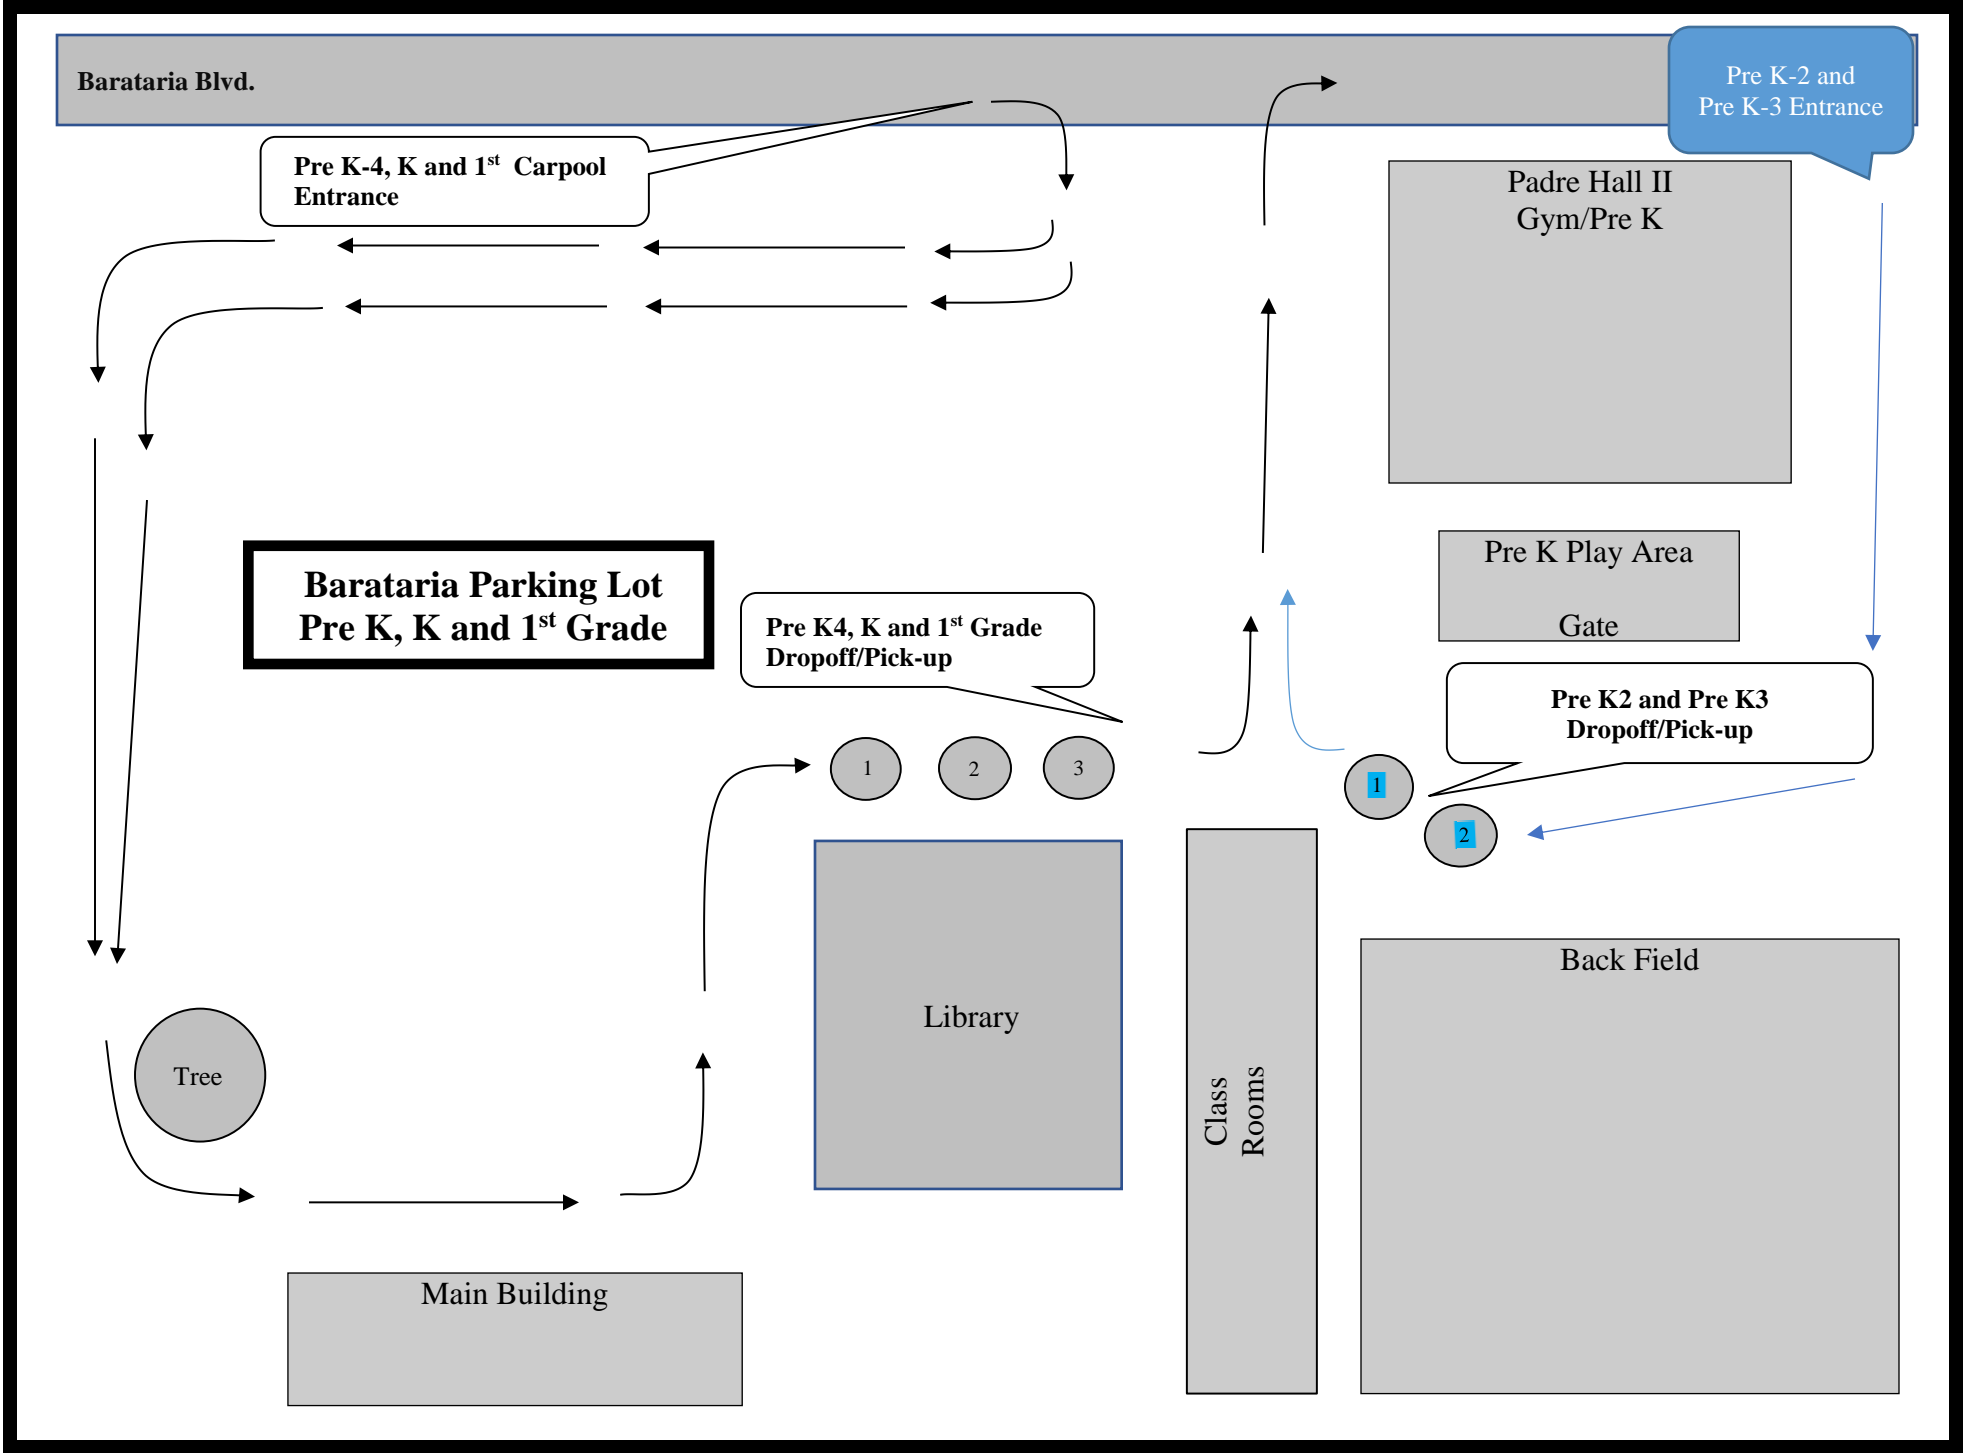 Barataria Blvd.
Pre K-2 and
Pre K-3 Entrance
Pre K-4, K and 1st Carpool
Entrance
Padre Hall II
Gym/Pre K
Barataria Parking Lot
Pre K, K and 1st Grade
Pre K Play Area
Gate
Pre K4, K and 1st Grade
Dropoff/Pick-up
Pre K2 and Pre K3
Dropoff/Pick-up
1
2
3
1
2
Library
Class
Rooms
Back Field
Tree
Main Building